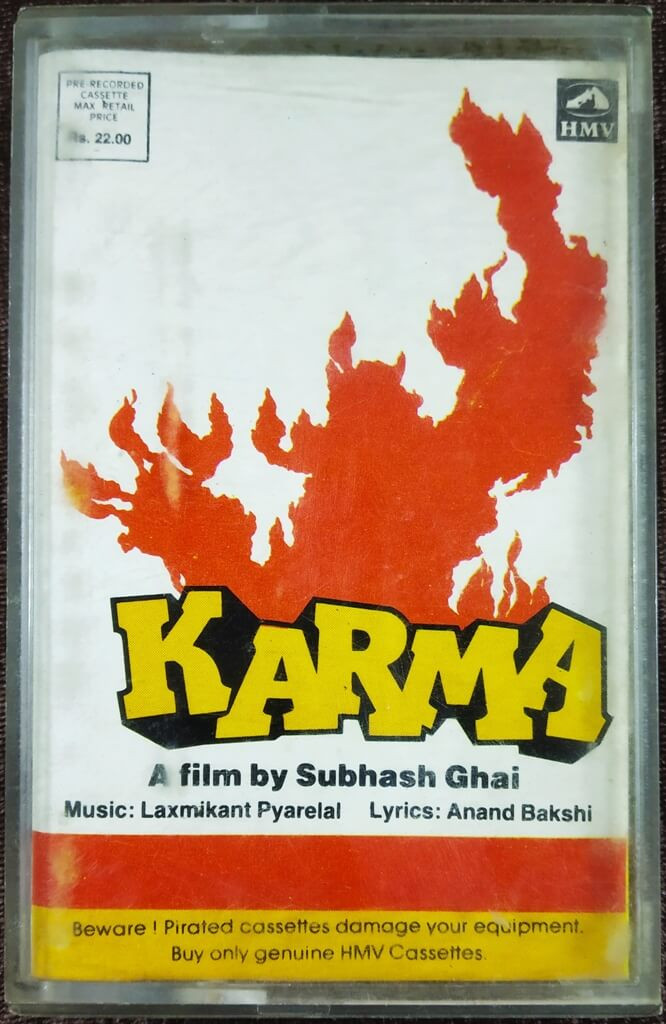 PRE-RECORDED
CASSETTE
MAX RETAIL
PRICE
Rs. 22.00
HMV
KARMA
A film by Subhash Ghai
Music: Laxmikant Pyarelal Lyrics: Anand Bakshi
Beware ! Pirated cassettes damage your equipment.
Buy only genuine HMV Cassettes.